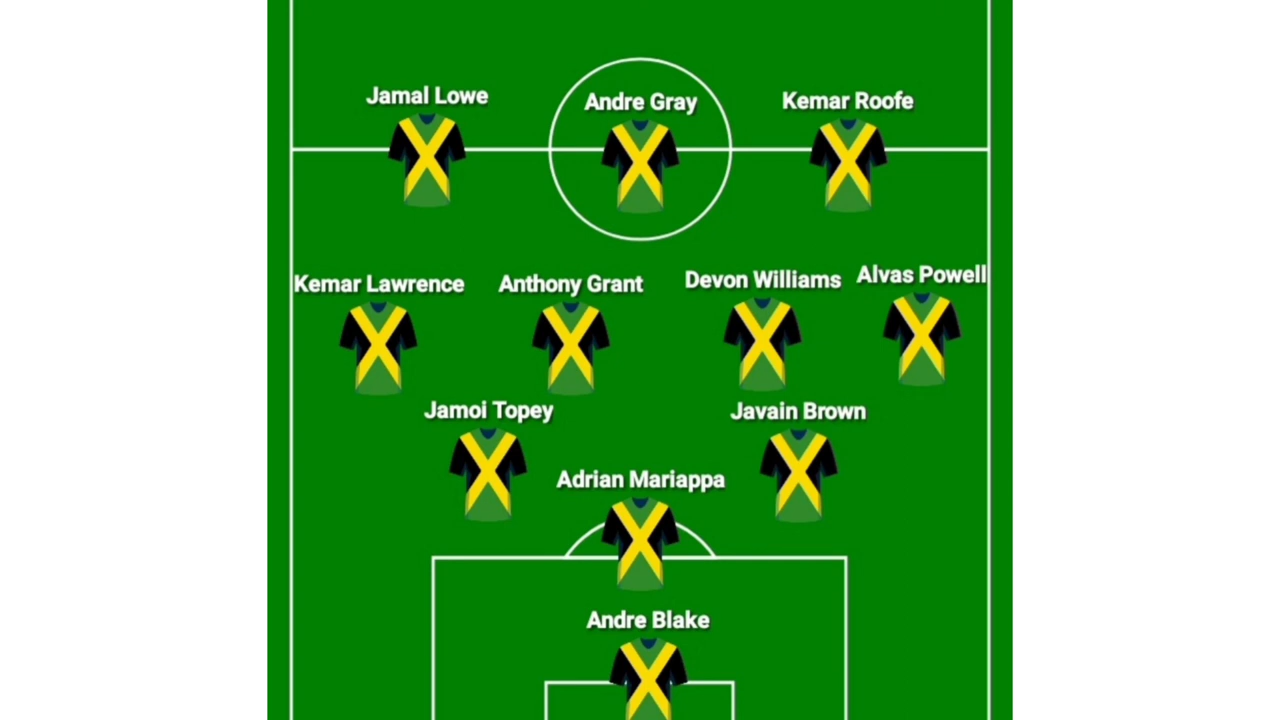 Jamal Lowe
Andre Gray
Kemar Roofe
Kemar Lawrence
Anthony Grant
Devon Williams
Alvas Powell
Jamoi Topey
Javain Brown
Adrian Mariappa
Andre Blake